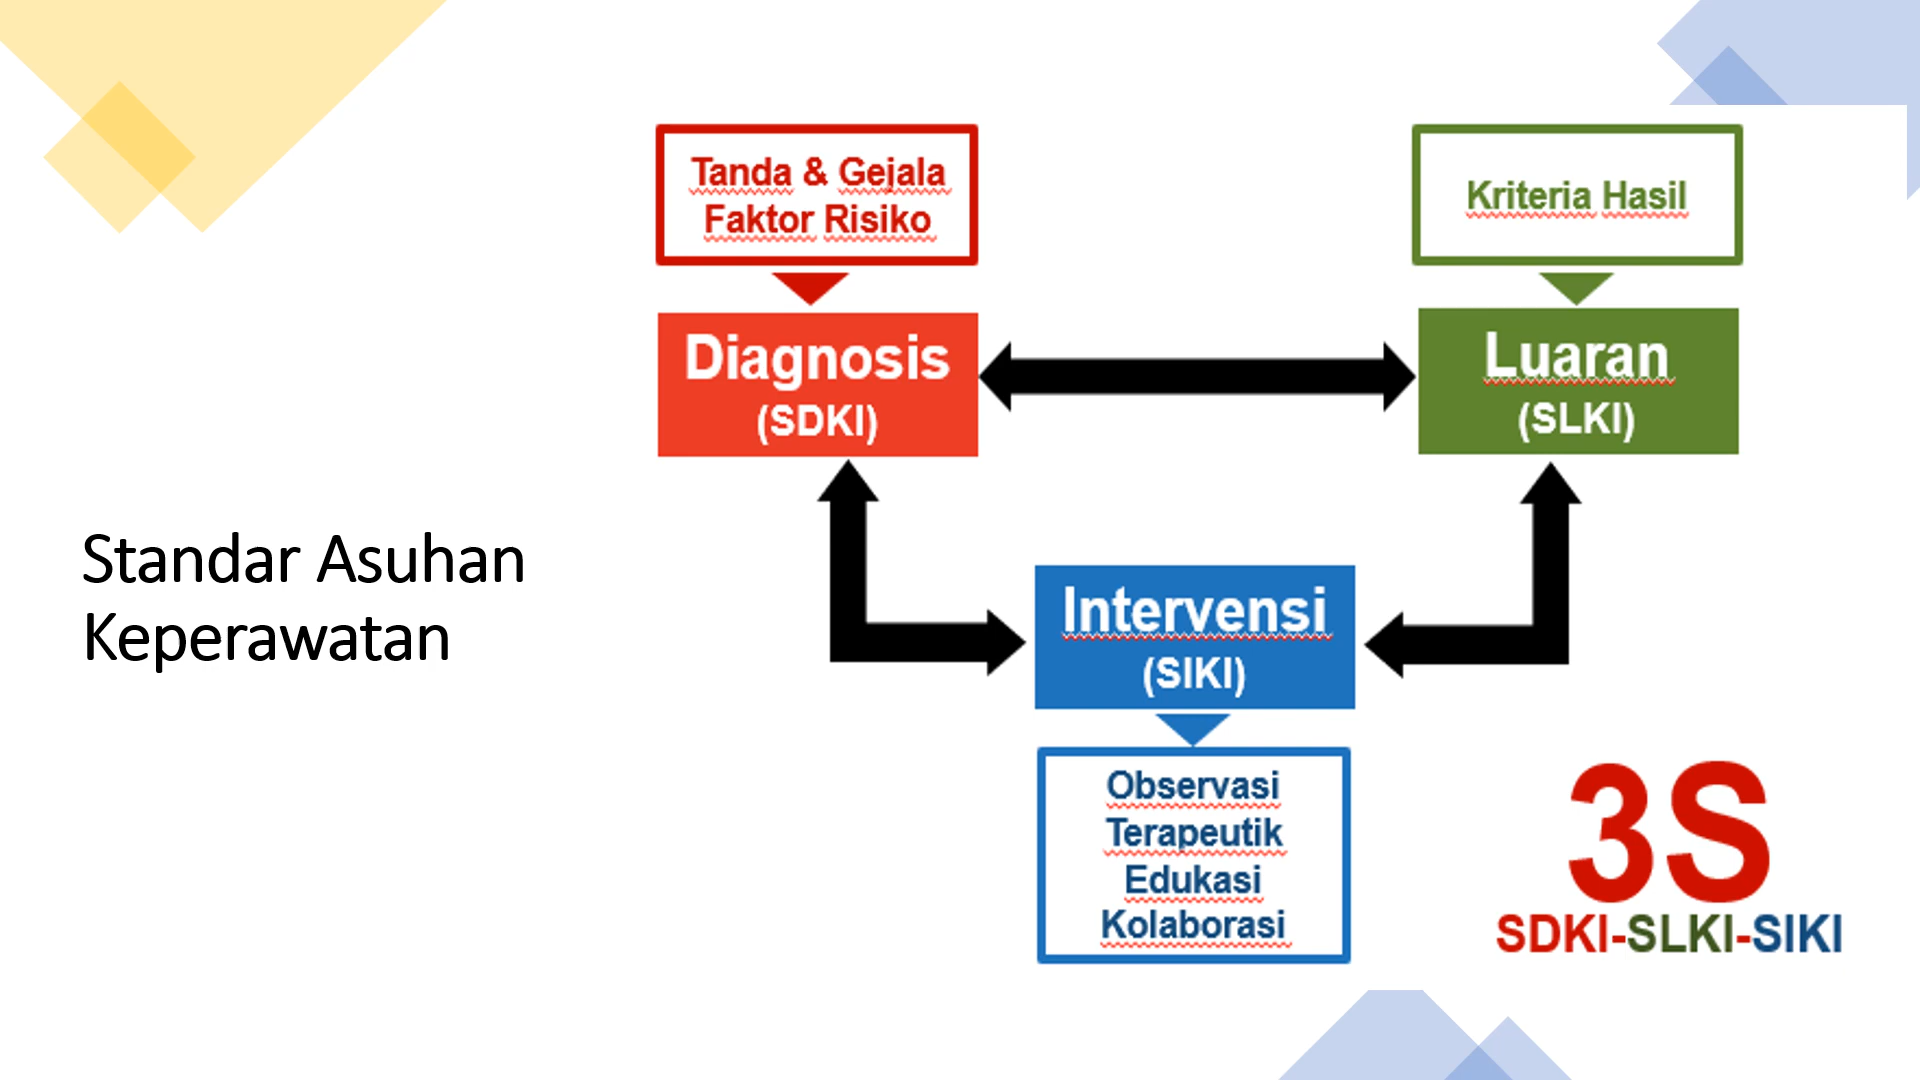 Standar Asuhan
Keperawatan
Tanda & Gejala
Faktor Risiko
Diagnosis
(SDKI)
Kriteria Hasil
Luaran
(SLKI)
Intervensi
(SIKI)
Observasi
Terapeutik
Edukasi
Kolaborasi
3S
SDKI-SLKI-SIKI